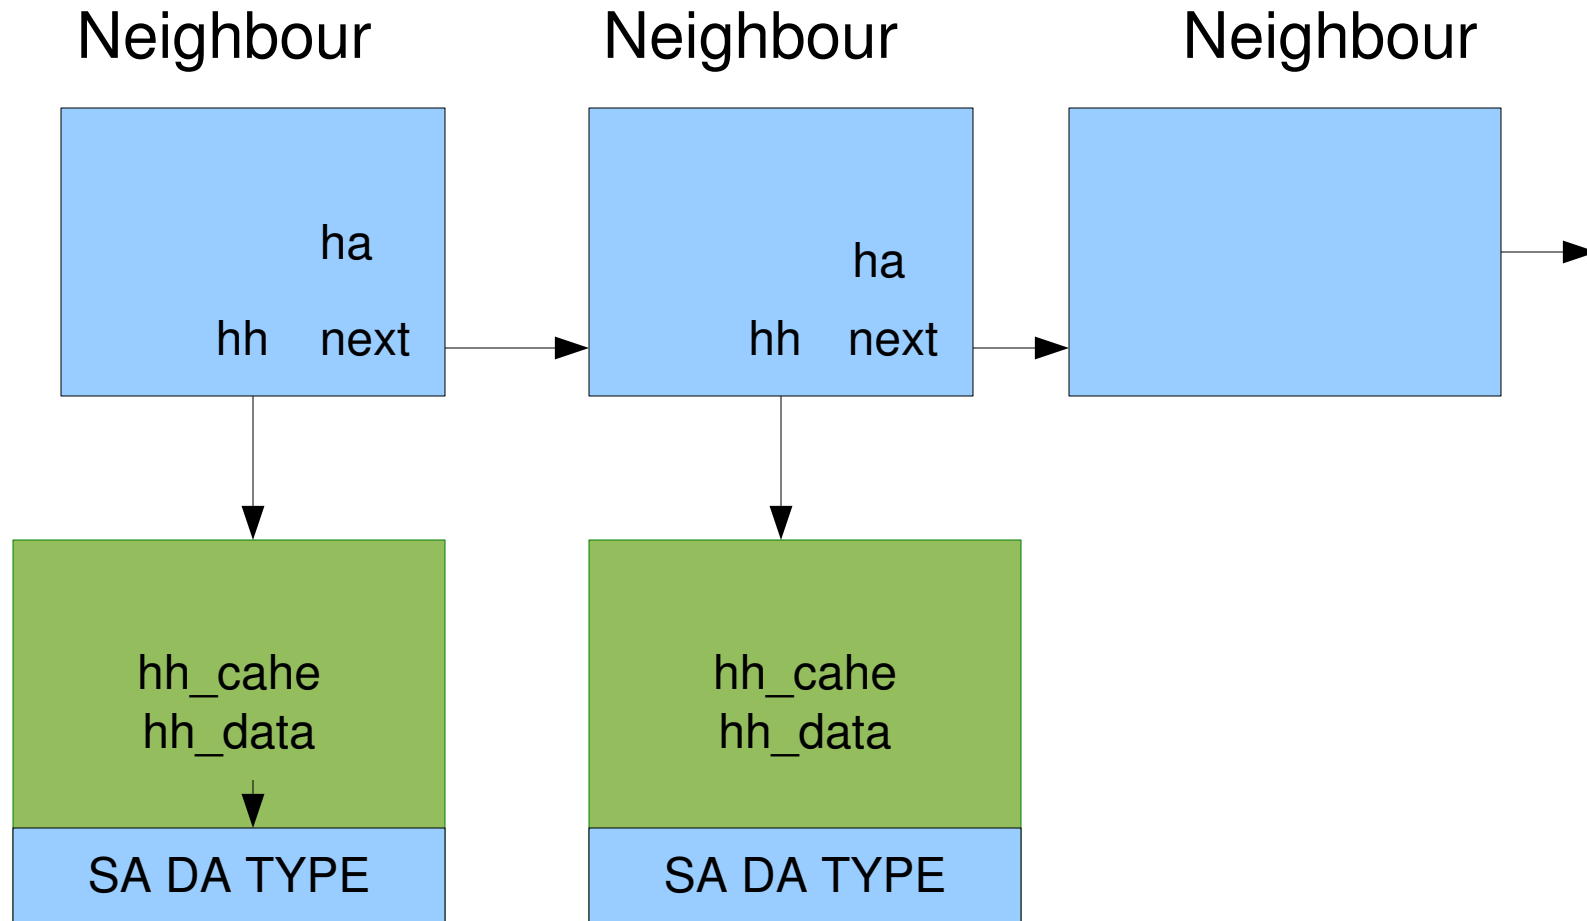 Neighbour Neighbour Neighbour
ha
ha
hh next
hh next
hh_cahe
hh_data
hh_cahe
hh_data
SA DA TYPE
SA DA TYPE